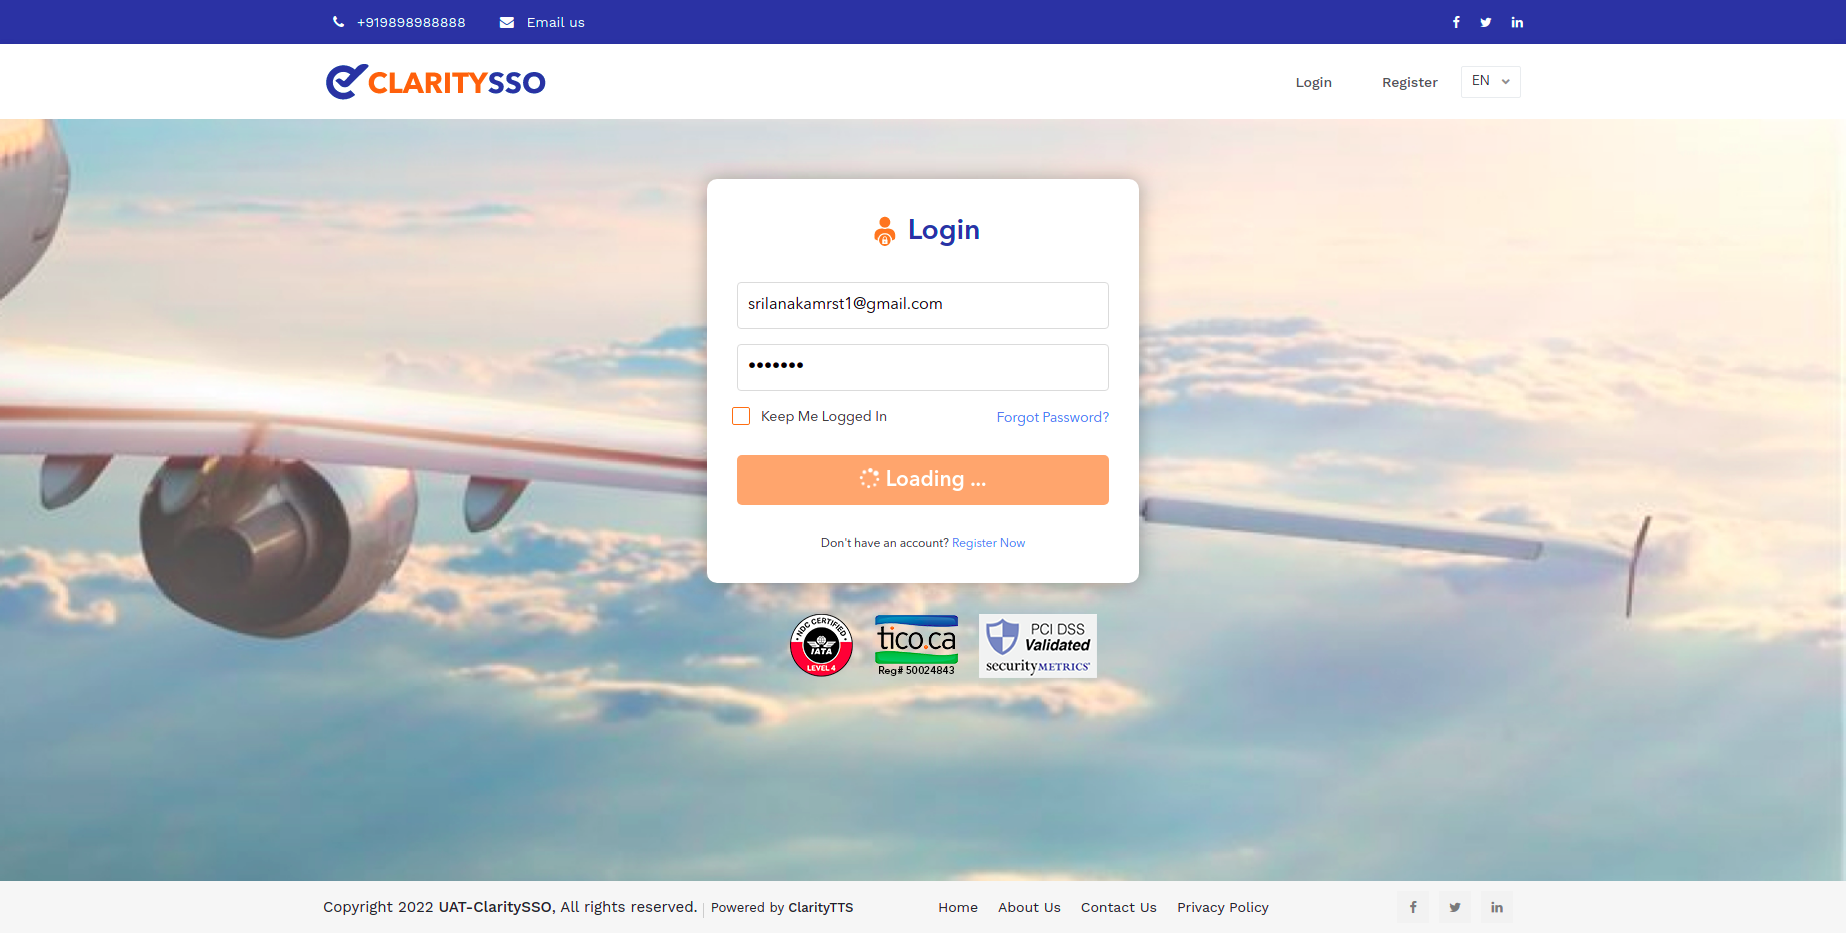 +919898988888
Email us
CLARITYSSO
Login
Register
EN
Login
srilanakamrst1@gmail.com
•••••••
Keep Me Logged In
Forgot Password?
Loading ...
Don't have an account? Register Now
NDC CERTIFIED
IATA
LEVEL 4
tico.ca
Reg# 50024843
PCI DSS
Validated
securityMETRICS®
Copyright 2022 UAT-ClaritySSO, All rights reserved.
Powered by ClarityTTS
Home
About Us
Contact Us
Privacy Policy